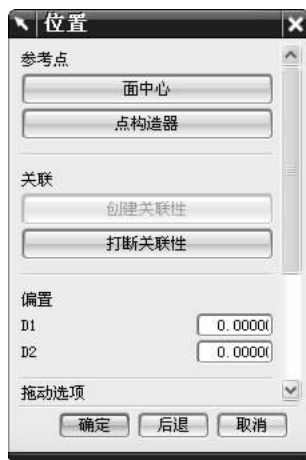 位置
参考点
面中心
点构造器
关联
创建关联性
打断关联性
偏置
D1 0.0000
D2 0.0000
拖动选项
确定 后退 取消